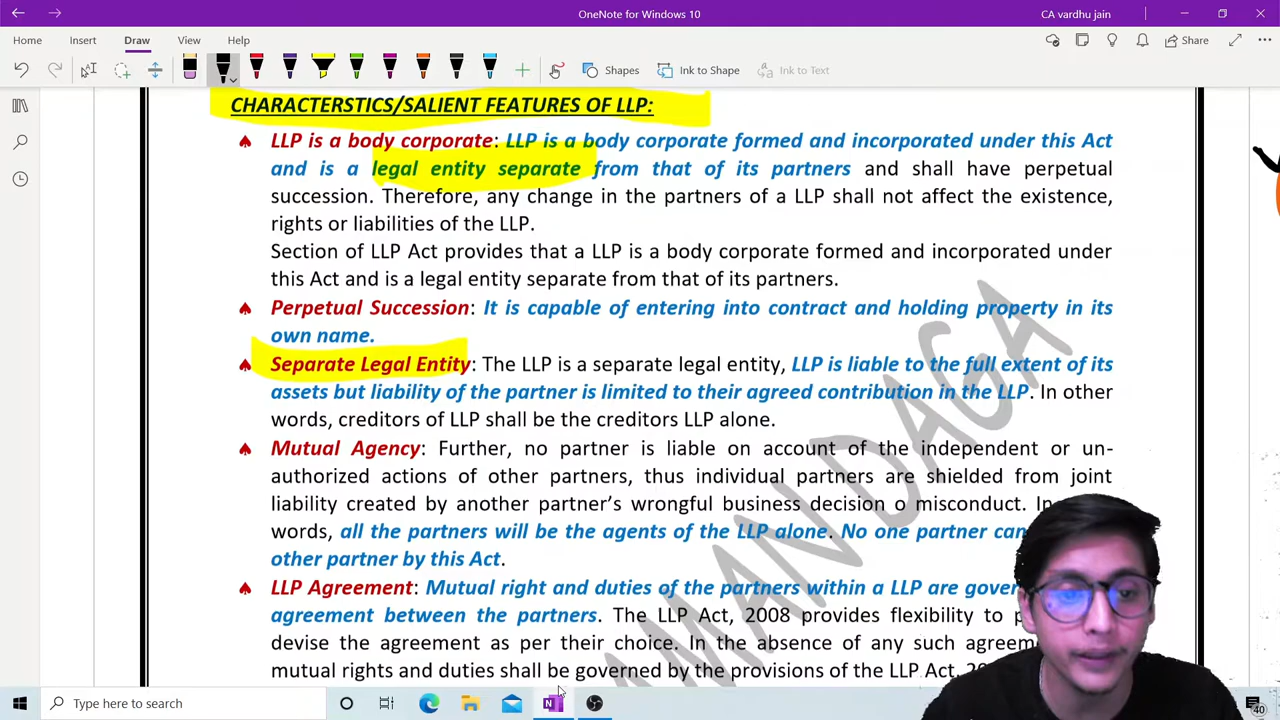 OneNote for Windows 10
CA vardhu jain
Home Insert Draw View Help
Share
Shapes Ink to Shape Ink to Text
CHARACTERSTICS/SALIENT FEATURES OF LLP:
LLP is a body corporate: LLP is a body corporate formed and incorporated under this Act
and is a legal entity separate from that of its partners and shall have perpetual
succession. Therefore, any change in the partners of a LLP shall not affect the existence,
rights or liabilities of the LLP.
Section of LLP Act provides that a LLP is a body corporate formed and incorporated under
this Act and is a legal entity separate from that of its partners.
Perpetual Succession: It is capable of entering into contract and holding property in its
own name.
Separate Legal Entity: The LLP is a separate legal entity, LLP is liable to the full extent of its
assets but liability of the partner is limited to their agreed contribution in the LLP. In other
words, creditors of LLP shall be the creditors LLP alone.
Mutual Agency: Further, no partner is liable on account of the independent or un-
authorized actions of other partners, thus individual partners are shielded from joint
liability created by another partner's wrongful business decision o misconduct. In
words, all the partners will be the agents of the LLP alone. No one partner can
other partner by this Act.
LLP Agreement: Mutual right and duties of the partners within a LLP are
agreement between the partners. The LLP Act, 2008 provides flexibility to
devise the agreement as per their choice. In the absence of any such
mutual rights and duties shall be governed by the provisions of the LLP Act,
Type here to search
40